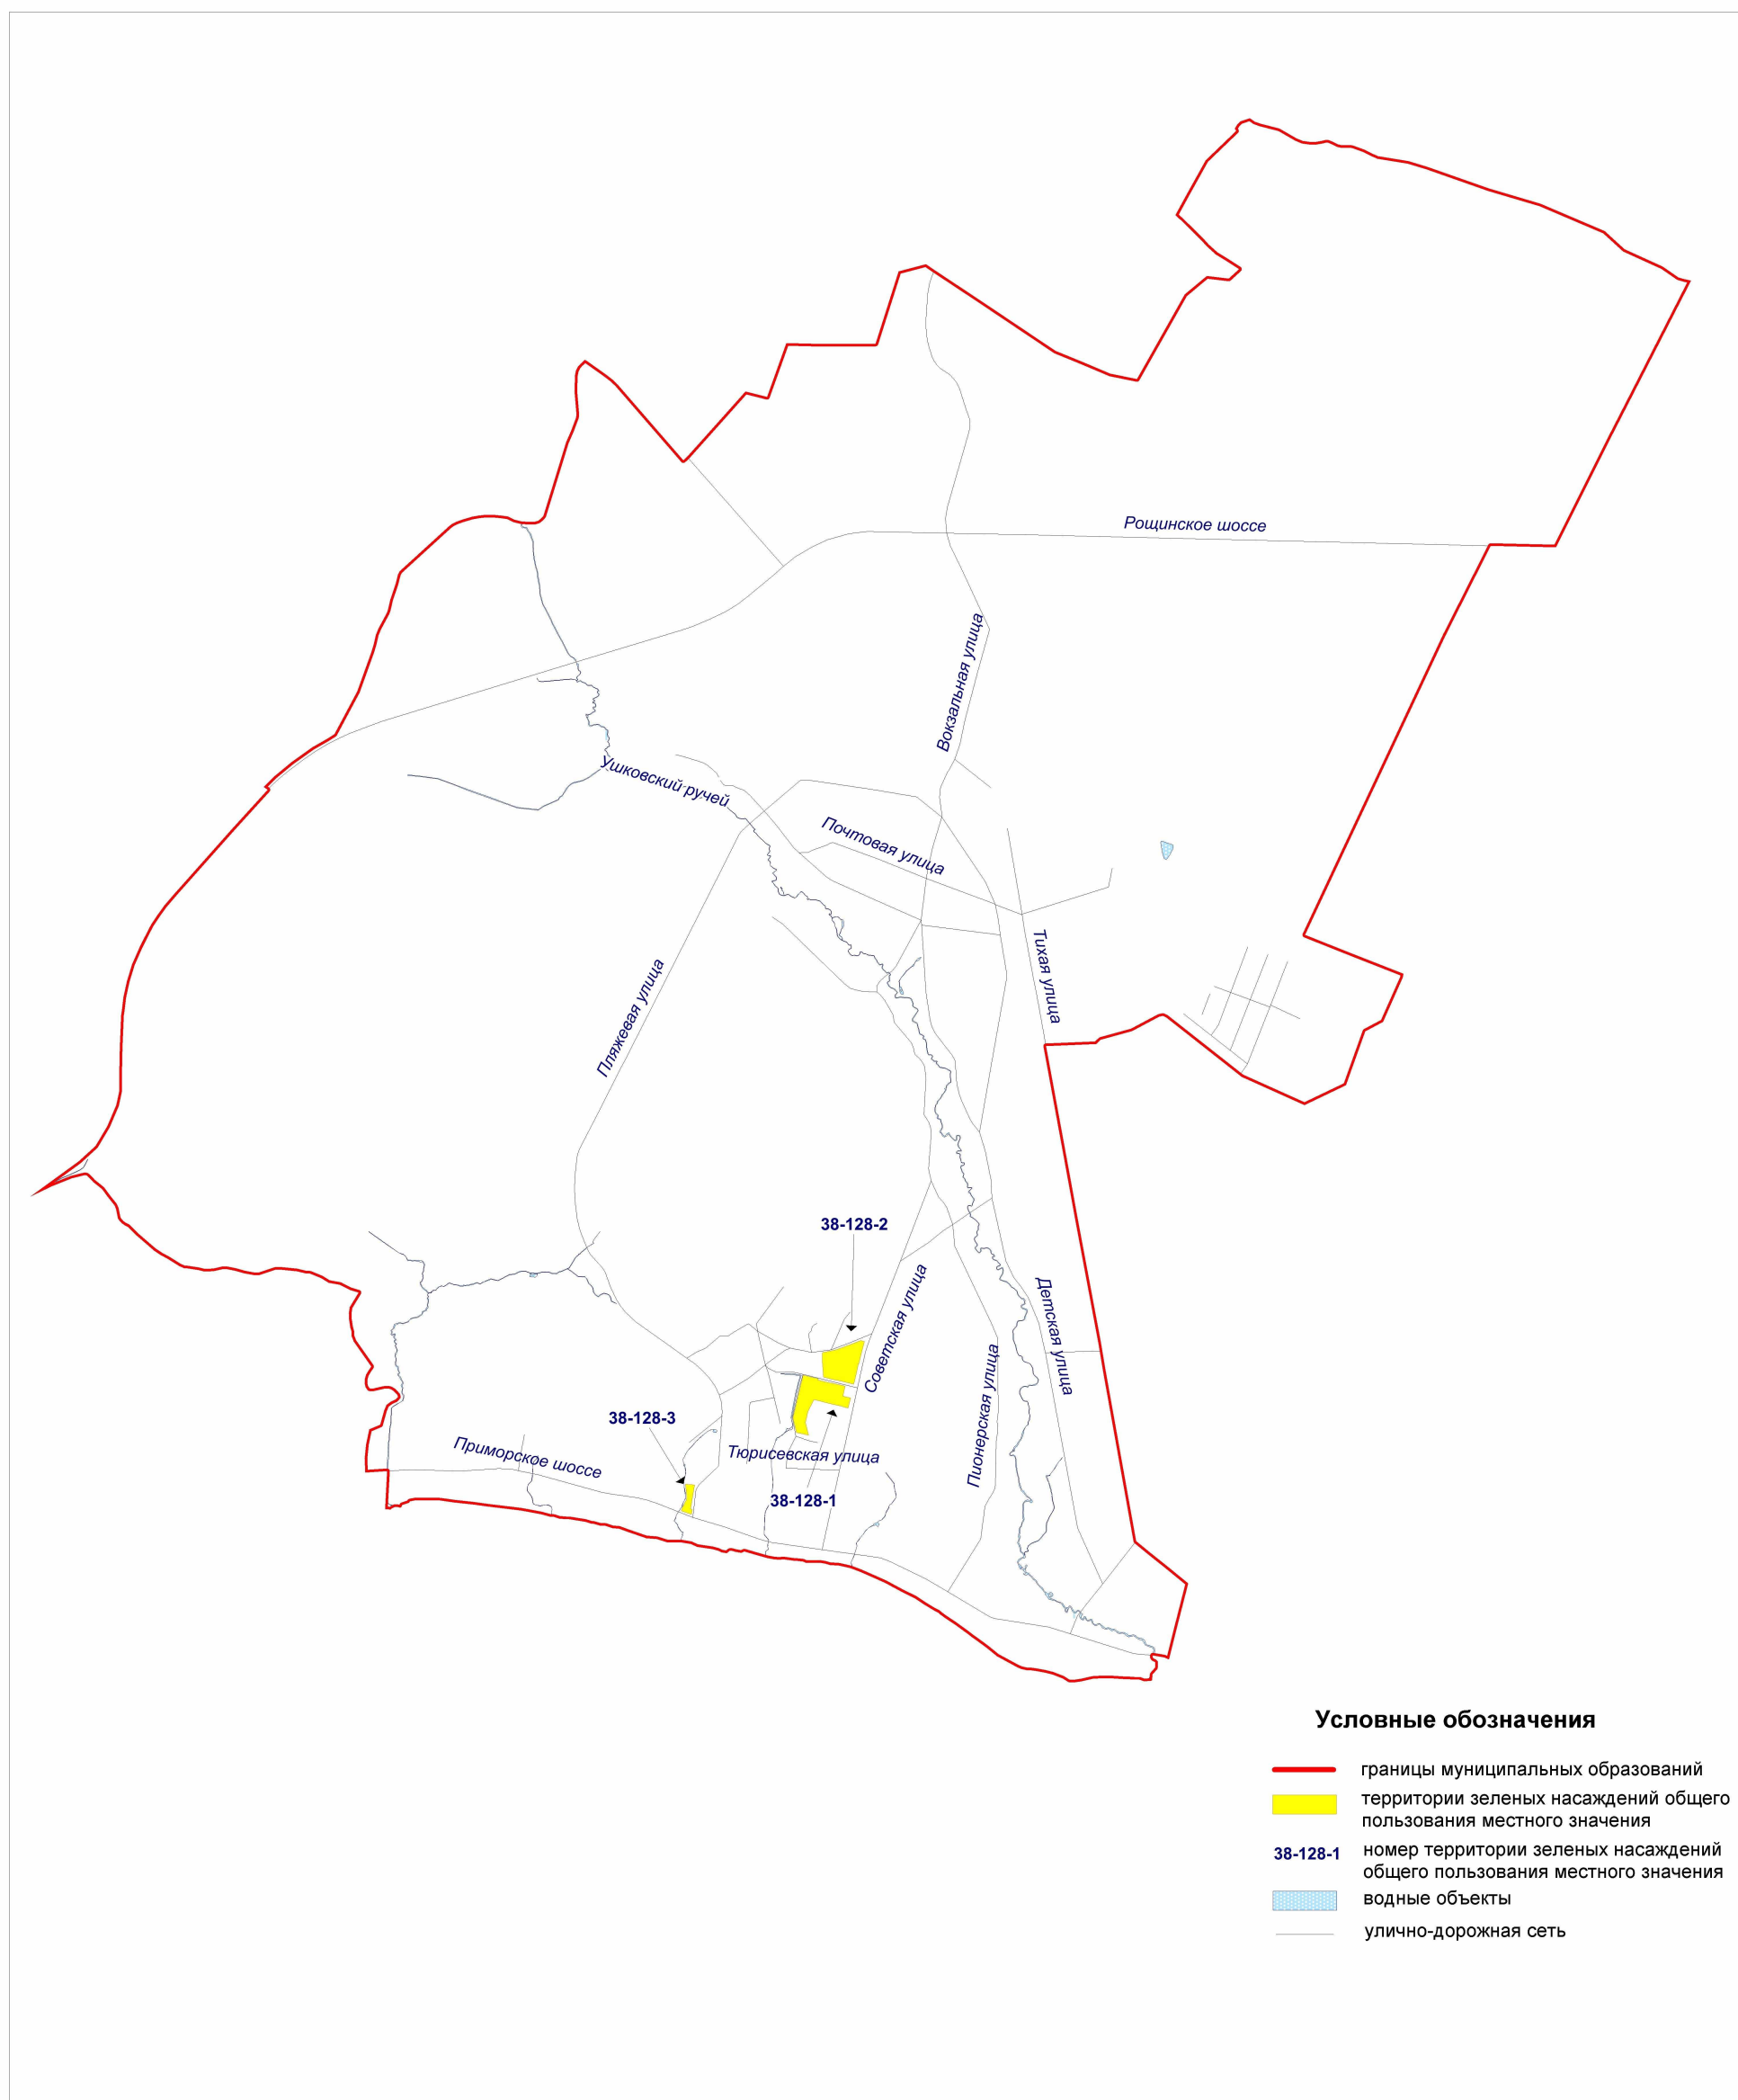 Рощинское шоссе
Вокзальная улица
Ушковский ручей
Почтовая улица
Тихая улица
Пляжевая улица
38-128-2
Советская улица
Детская улица
Пионерская улица
38-128-3
Приморское шоссе
Тюрисевская улица
38-128-1
Условные обозначения
границы муниципальных образований
территории зеленых насаждений общего
пользования местного значения
38-128-1
номер территории зеленых насаждений
общего пользования местного значения
водные объекты
улично-дорожная сеть